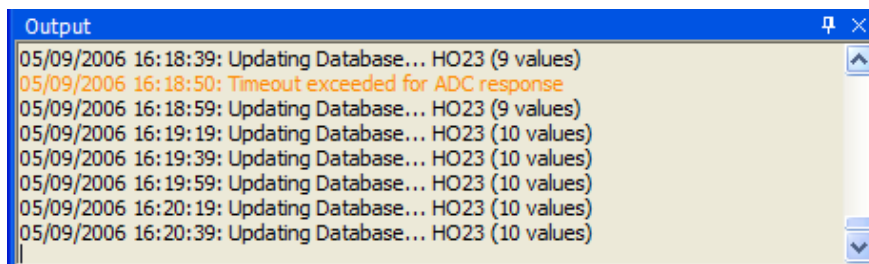 Output
05/09/2006 16:18:39: Updating Database... HO23 (9 values)
05/09/2006 16:18:50: Timeout exceeded for ADC response
05/09/2006 16:18:59: Updating Database... HO23 (9 values)
05/09/2006 16:19:19: Updating Database... HO23 (10 values)
05/09/2006 16:19:39: Updating Database... HO23 (10 values)
05/09/2006 16:19:59: Updating Database... HO23 (10 values)
05/09/2006 16:20:19: Updating Database... HO23 (10 values)
05/09/2006 16:20:39: Updating Database... HO23 (10 values)